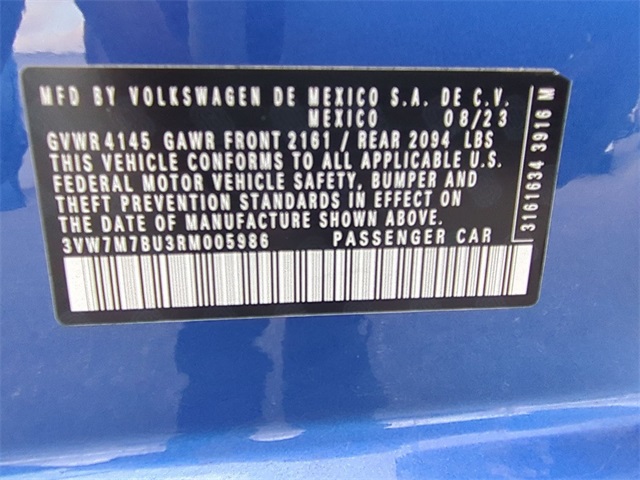 MFD BY VOLKSWAGEN DE MEXICO S.A. DE C.V.
MEXICO 08/23
GVWR 4145 GAWR FRONT 2161 / REAR 2094 LBS
THIS VEHICLE CONFORMS TO ALL APPLICABLE U.S.
FEDERAL MOTOR VEHICLE SAFETY, BUMPER AND
THEFT PREVENTION STANDARDS IN EFFECT ON
THE DATE OF MANUFACTURE SHOWN ABOVE.
3VW7M7BU3RM005986 PASSENGER CAR
3161634 3916 M